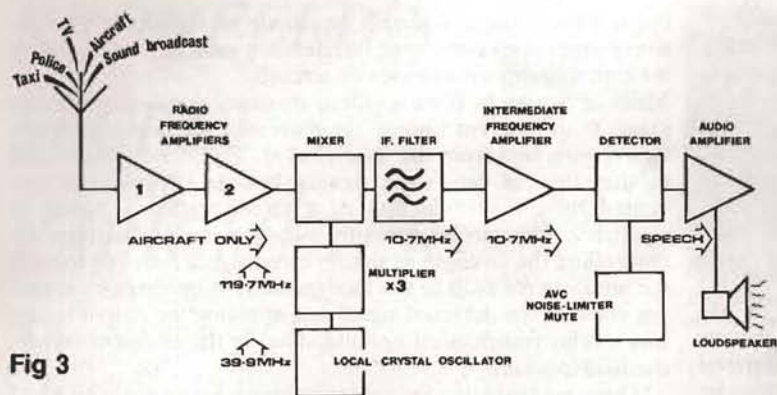 TV
Aircraft
Police
Sound broadcast
Taxi
RADIO
FREQUENCY
AMPLIFIERS
MIXER
I.F. FILTER
INTERMEDIATE
FREQUENCY
AMPLIFIER
DETECTOR
AUDIO AMPLIFIER
1
2
AIRCRAFT ONLY
10·7MHz
10·7MHz
SPEECH
119·7MHz
MULTIPLIER
x3
AVC
NOISE-LIMITER
MUTE
LOUDSPEAKER
39·9MHz
LOCAL CRYSTAL OSCILLATOR
Fig 3